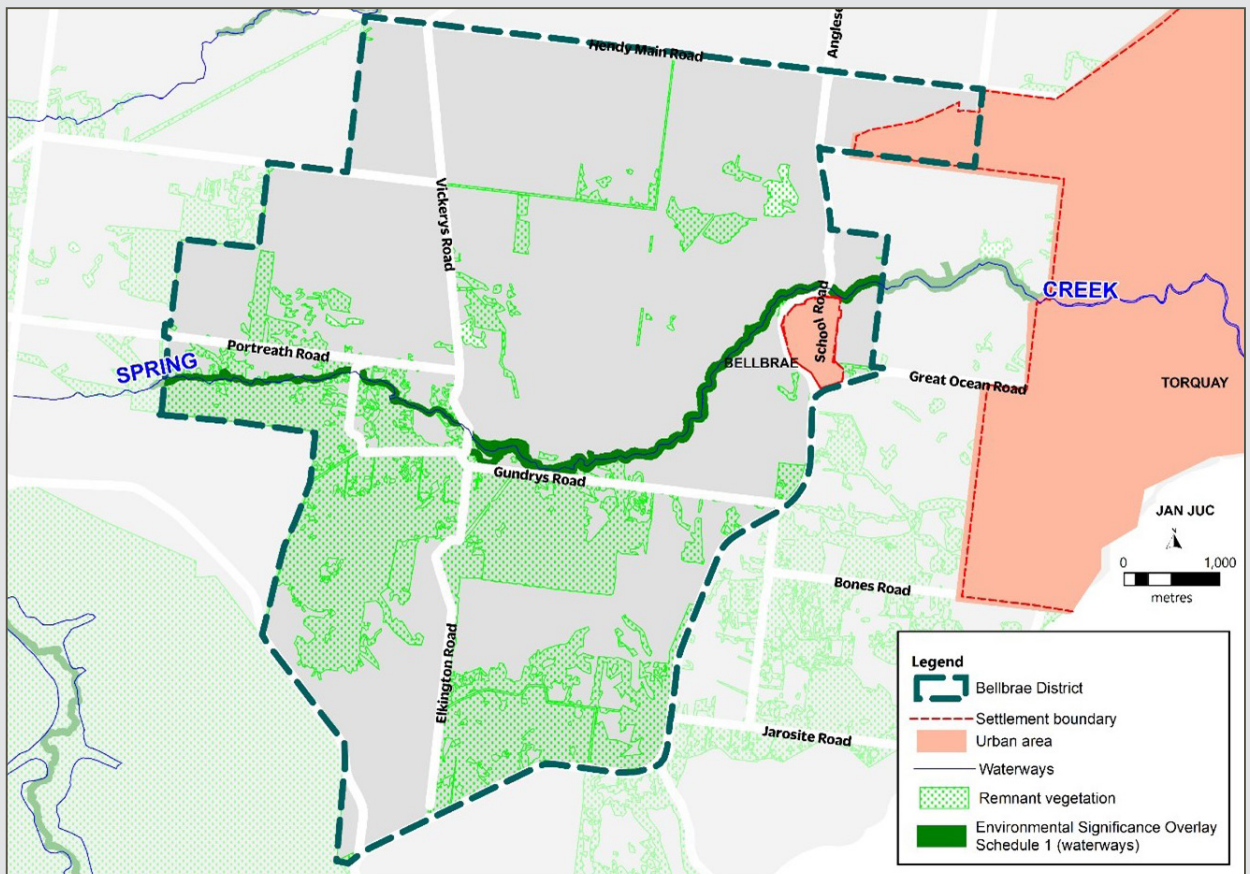 Hendy Main Road
Anglese
Vickerys Road
School Road
CREEK
Portreath Road
SPRING
BELLBRAE
Great Ocean Road
TORQUAY
Gundrys Road
JAN JUC
N
0 1,000
metres
Bones Road
Elkington Road
Jarosite Road
Legend
Bellbrae District
Settlement boundary
Urban area
Waterways
Remnant vegetation
Environmental Significance Overlay
Schedule 1 (waterways)